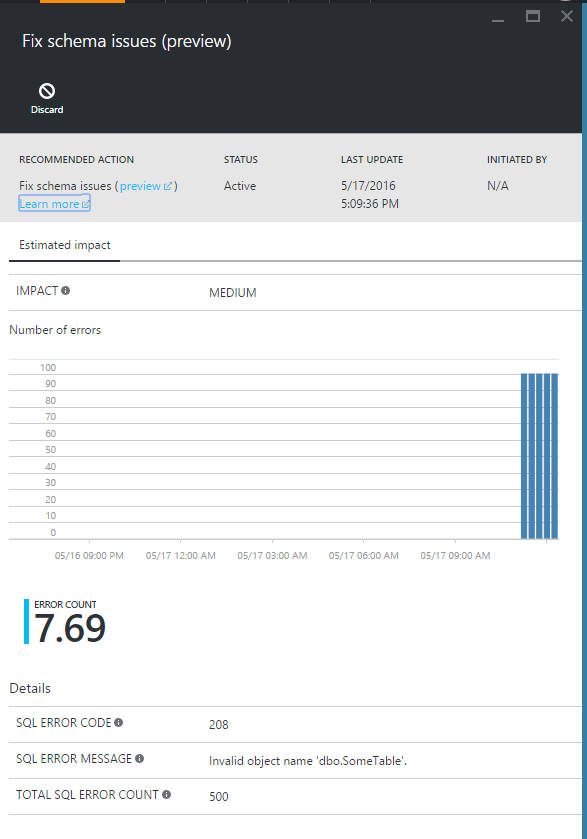 Fix schema issues (preview)
Discard
RECOMMENDED ACTION STATUS LAST UPDATE INITIATED BY
Fix schema issues (preview) Active 5/17/2016 N/A
Learn more 5:09:36 PM
Estimated impact
IMPACT MEDIUM
Number of errors
100
90
80
70
60
50
40
30
20
10
0
05/16 09:00 PM 05/17 12:00 AM 05/17 03:00 AM 05/17 06:00 AM 05/17 09:00 AM
ERROR COUNT
7.69
Details
SQL ERROR CODE 208
SQL ERROR MESSAGE Invalid object name 'dbo.SomeTable'.
TOTAL SQL ERROR COUNT 500